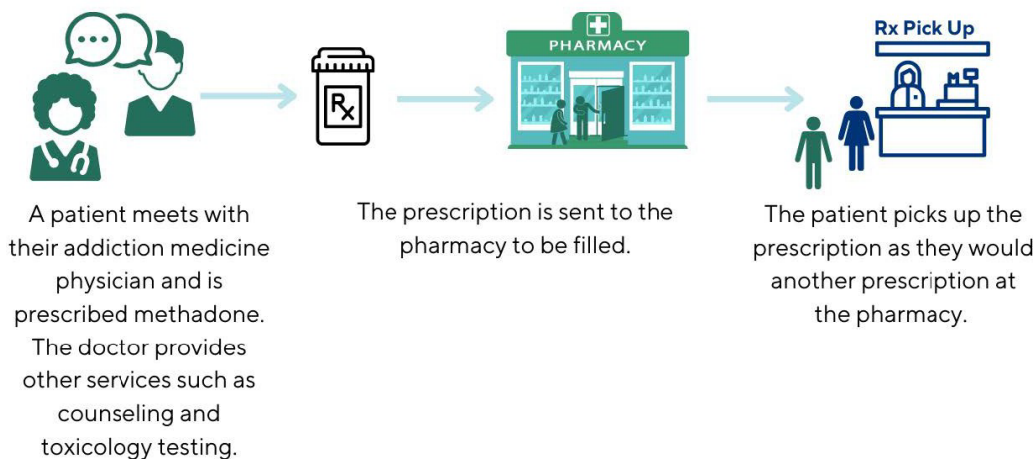 Rx
PHARMACY
Rx Pick Up
A patient meets with
their addiction medicine
physician and is
prescribed methadone.
The doctor provides
other services such as
counseling and
toxicology testing.
The prescription is sent to the
pharmacy to be filled.
The patient picks up the
prescription as they would
another prescription at
the pharmacy.